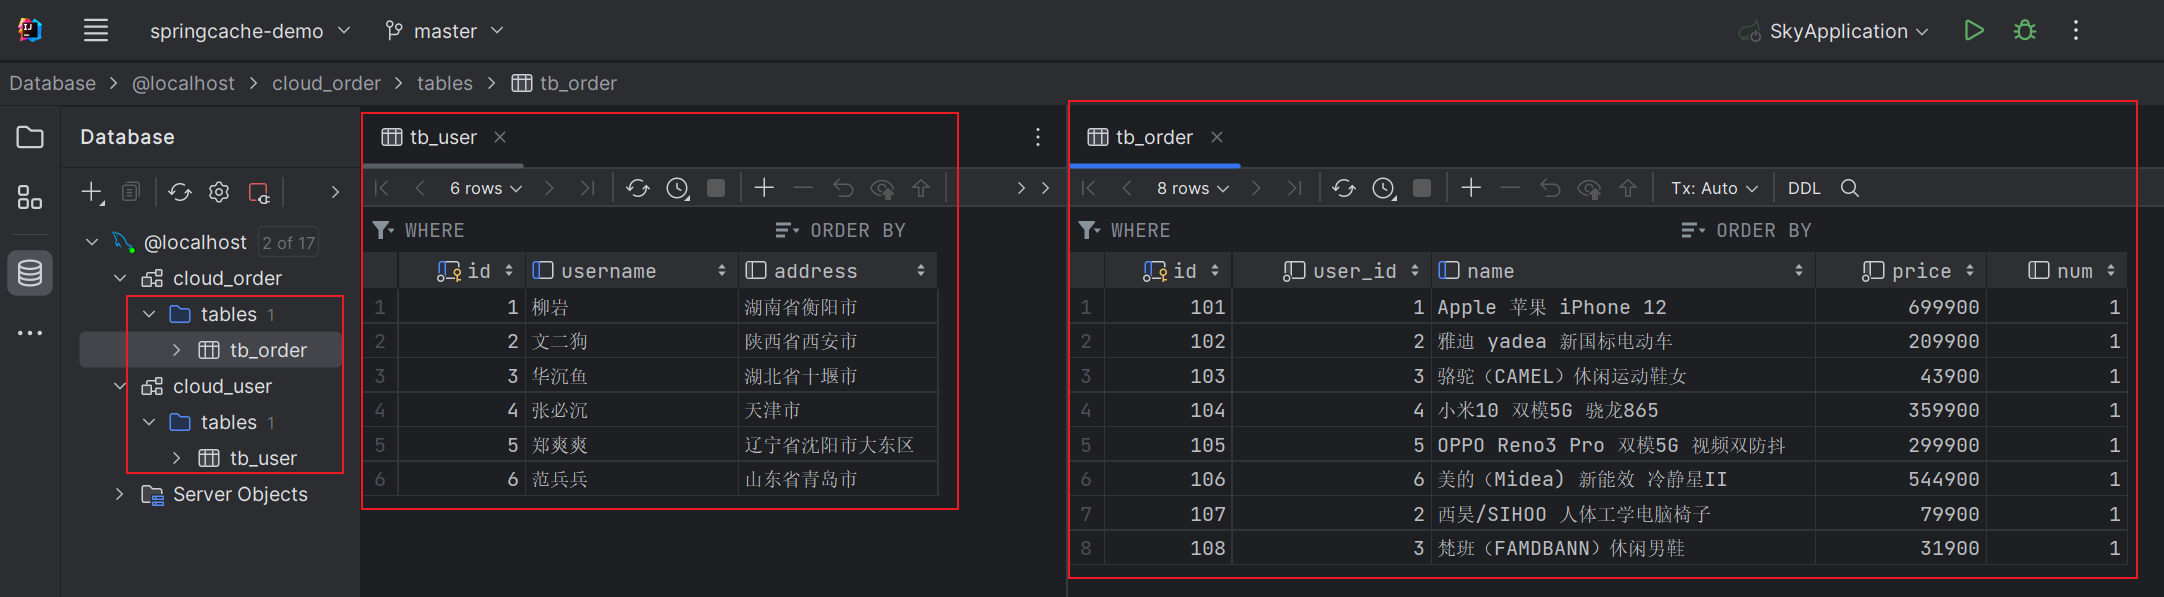 springcache-demo master SkyApplication
Database > @localhost > cloud_order > tables > tb_order
Database
@localhost 2 of 17
cloud_order
tables 1
tb_order
cloud_user
tables 1
tb_user
Server Objects
tb_user
6 rows
WHERE ORDER BY
id username address
1 1 柳岩 湖南省衡阳市
2 2 文二狗 陕西省西安市
3 3 华沉鱼 湖北省十堰市
4 4 张必沉 天津市
5 5 郑爽爽 辽宁省沈阳市大东区
6 6 范兵兵 山东省青岛市
tb_order
8 rows Tx: Auto DDL
WHERE ORDER BY
id user_id name price num
1 101 1 Apple 苹果 iPhone 12 699900 1
2 102 2 雅迪 yadea 新国标电动车 209900 1
3 103 3 骆驼（CAMEL）休闲运动鞋女 43900 1
4 104 4 小米10 双模5G 骁龙865 359900 1
5 105 5 OPPO Reno3 Pro 双模5G 视频双防抖 299900 1
6 106 6 美的（Midea) 新能效 冷静星II 544900 1
7 107 2 西昊/SIHOO 人体工学电脑椅子 79900 1
8 108 3 梵班（FAMDBANN）休闲男鞋 31900 1